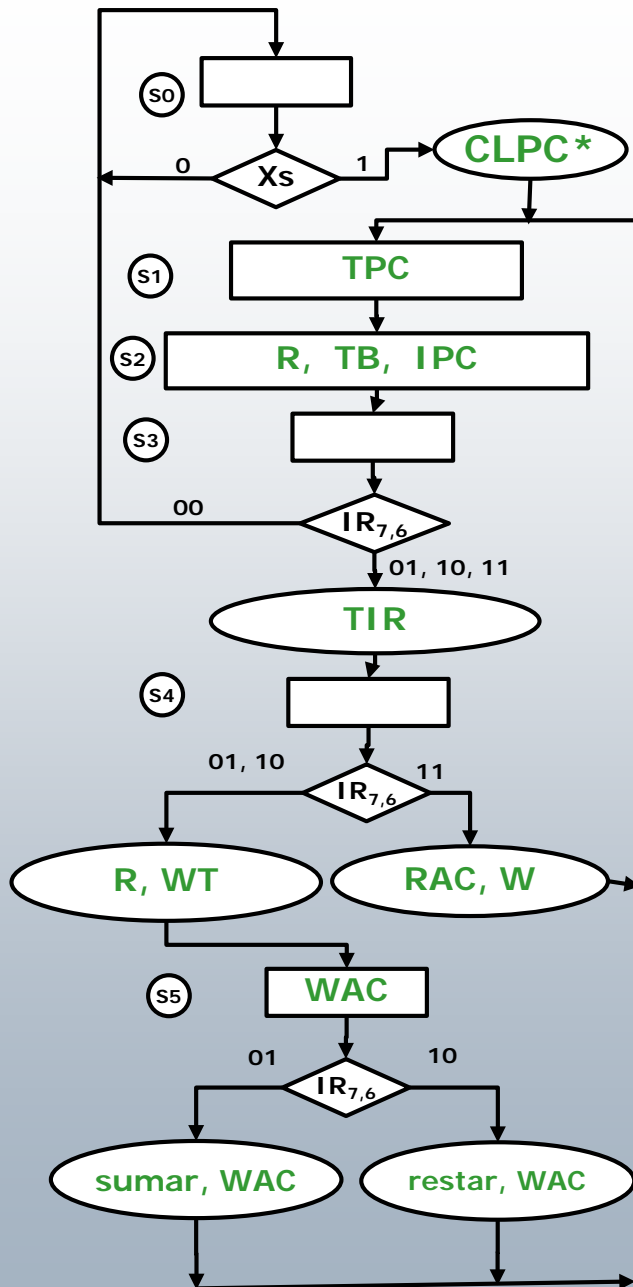 S0
CLPC*
0
Xs
1
S1
TPC
S2
R, TB, IPC
S3
00
IR7,6
01, 10, 11
TIR
S4
01, 10
IR7,6
11
R, WT
RAC, W
S5
WAC
01
IR7,6
10
sumar, WAC
restar, WAC